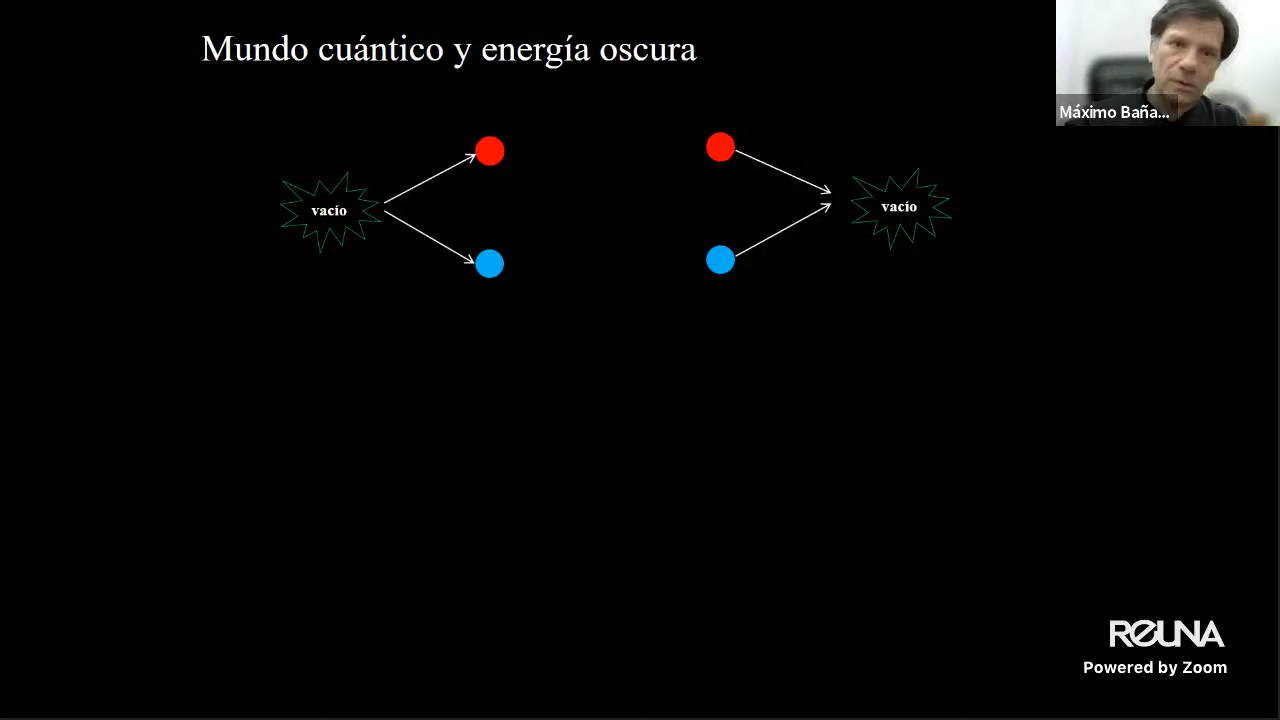 Mundo cuántico y energía oscura
Máximo Baña...
vacío
vacío
REUNA
Powered by Zoom